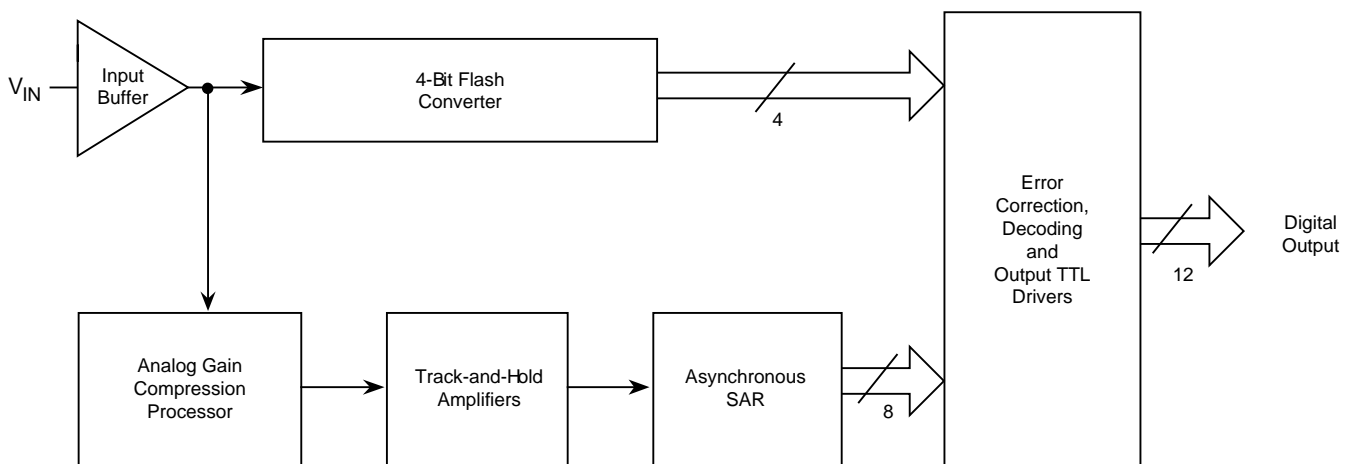 V_IN
Input
Buffer
4-Bit Flash
Converter
4
Error
Correction,
Decoding
and
Output TTL
Drivers
12
Digital
Output
Analog Gain
Compression
Processor
Track-and-Hold
Amplifiers
Asynchronous
SAR
8